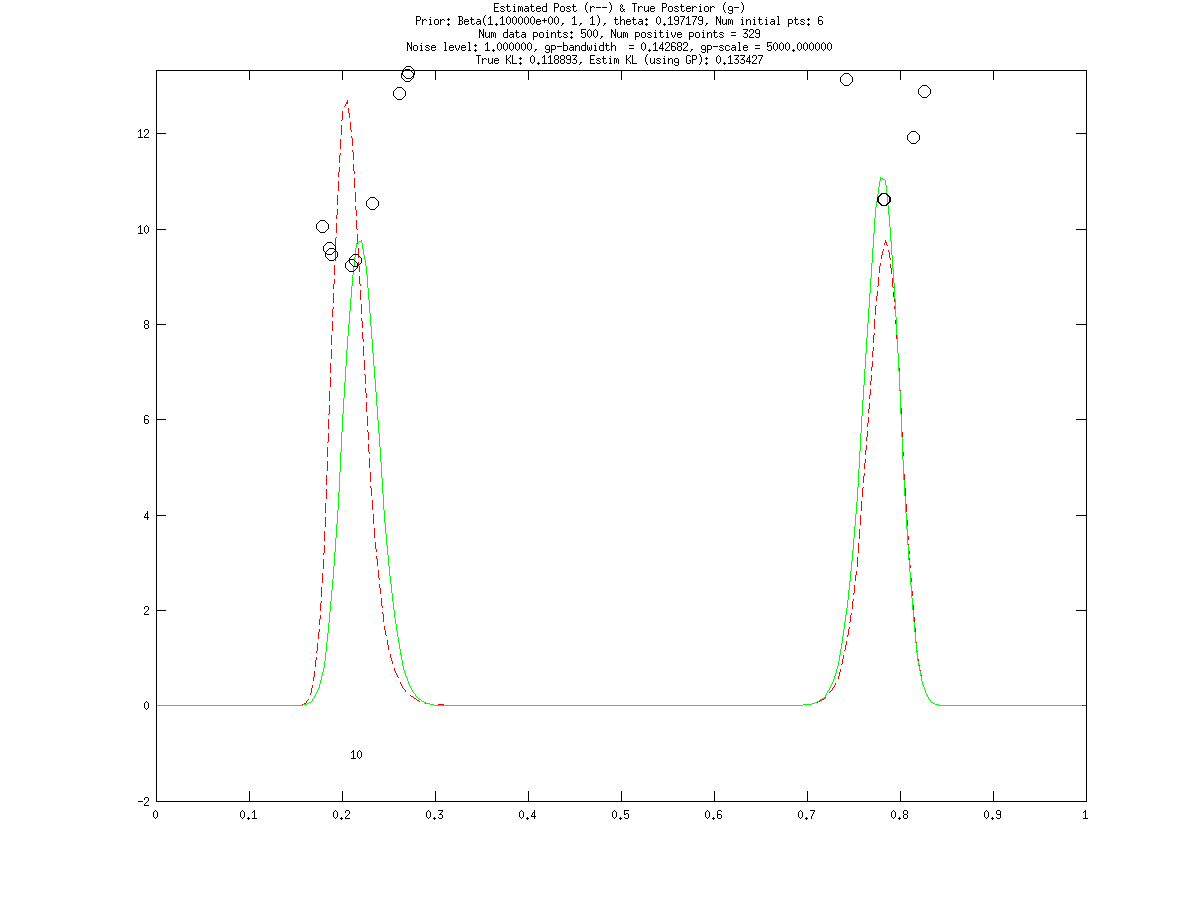 Estimated Post (r--) & True Posterior (g-)
Prior: Beta(1.100000e+00, 1, 1), theta: 0.197179, Num initial pts: 6
Num data points: 500, Num positive points = 329
Noise level: 1.000000, gp-bandwidth  = 0.142682, gp-scale = 5000.000000
True KL: 0.118893, Estim KL (using GP): 0.133427
12
10
8
6
4
2
0
10
-2
0 0.1 0.2 0.3 0.4 0.5 0.6 0.7 0.8 0.9 1